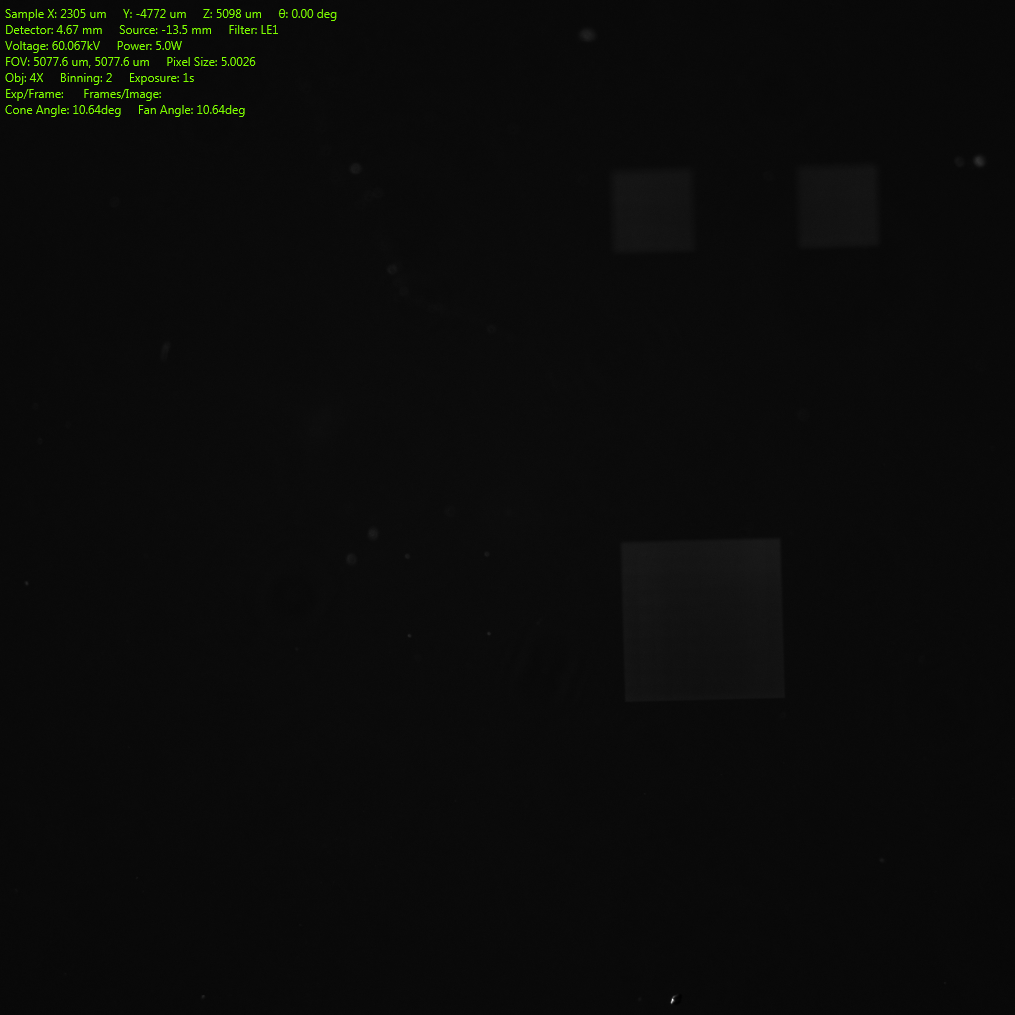 Sample X: 2305 um Y: -4772 um Z: 5098 um θ: 0.00 deg
Detector: 4.67 mm Source: -13.5 mm Filter: LE1
Voltage: 60.067kV Power: 5.0W
FOV: 5077.6 um, 5077.6 um Pixel Size: 5.0026
Obj: 4X Binning: 2 Exposure: 1s
Exp/Frame: Frames/Image:
Cone Angle: 10.64deg Fan Angle: 10.64deg